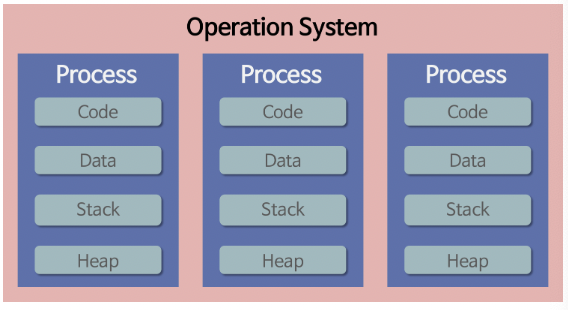 Operation System
Process
Code
Data
Stack
Heap
Process
Code
Data
Stack
Heap
Process
Code
Data
Stack
Heap